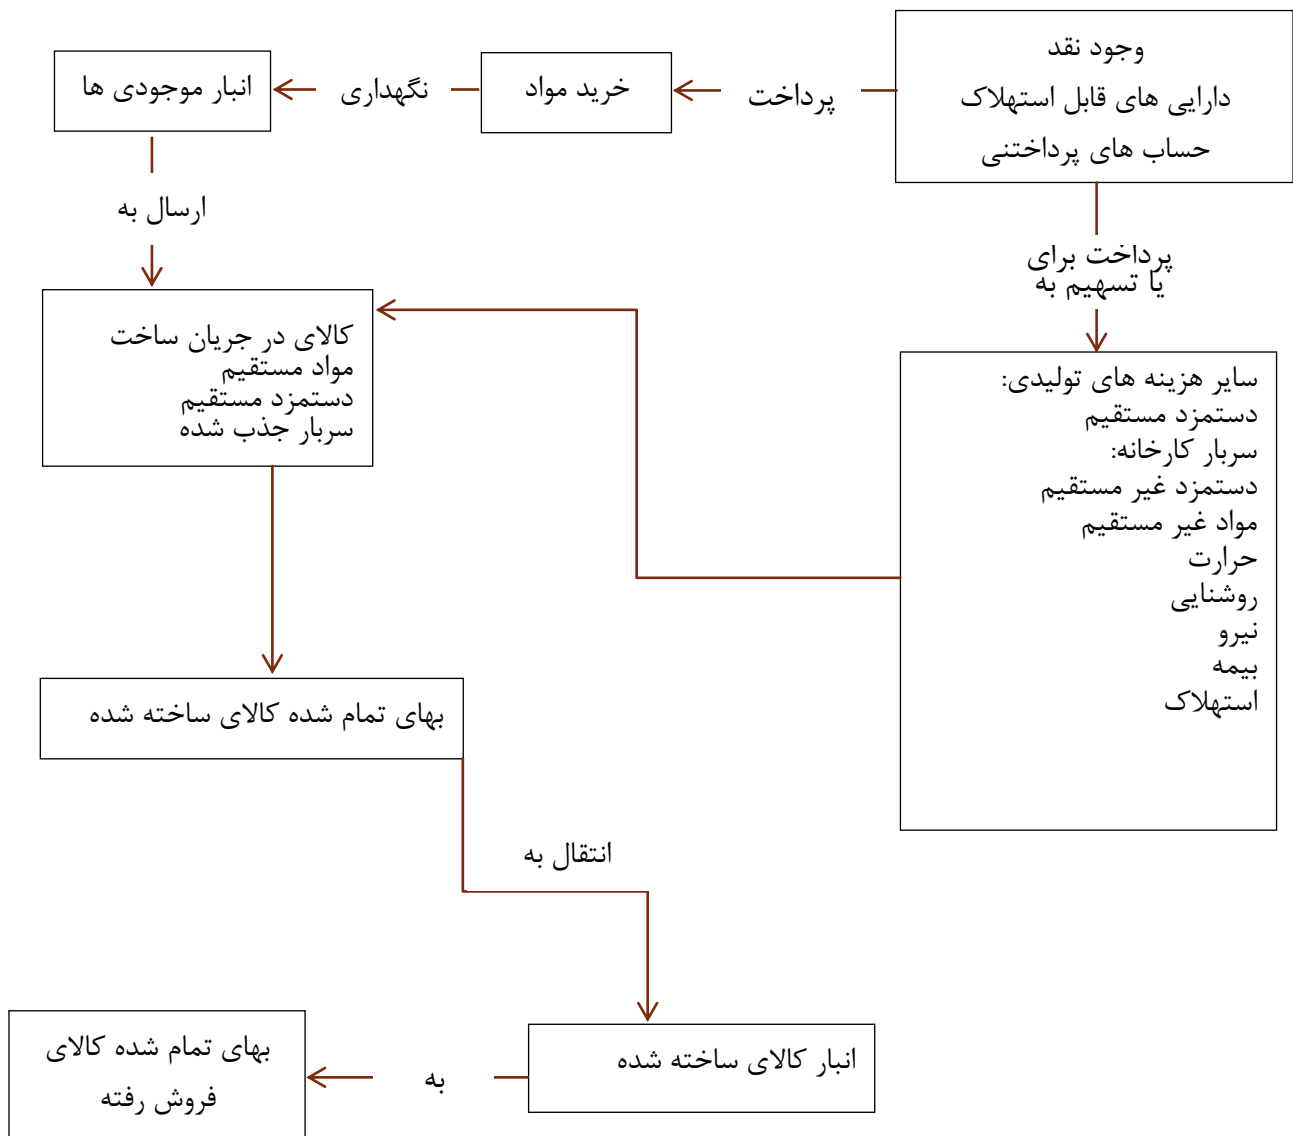 وجود نقد
دارایی های قابل استهلاک
حساب های پرداختنی
پرداخت
خرید مواد
نگهداری
انبار موجودی ها
ارسال به
پرداخت برای
یا تسهیم به
کالای در جریان ساخت
مواد مستقیم
دستمزد مستقیم
سربار جذب شده
سایر هزینه های تولیدی:
دستمزد مستقیم
سربار کارخانه:
دستمزد غیر مستقیم
مواد غیر مستقیم
حرارت
روشنایی
نیرو
بیمه
استهلاک
بهای تمام شده کالای ساخته شده
انتقال به
انبار کالای ساخته شده
به
بهای تمام شده کالای
فروش رفته